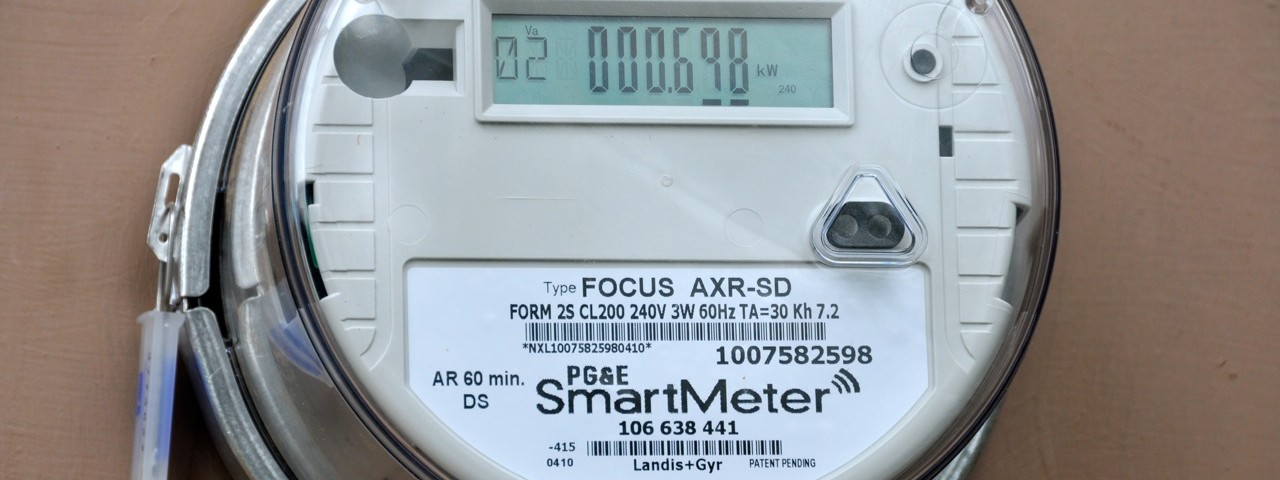 Va
02 000.698 kW
240
Type FOCUS AXR-SD
FORM 2S CL200 240V 3W 60Hz TA=30 Kh 7.2
*NXL10075825980410*
1007582598
AR 60 min.
DS
PG&E
SmartMeter
106 638 441
-415
0410
Landis+Gyr
PATENT PENDING